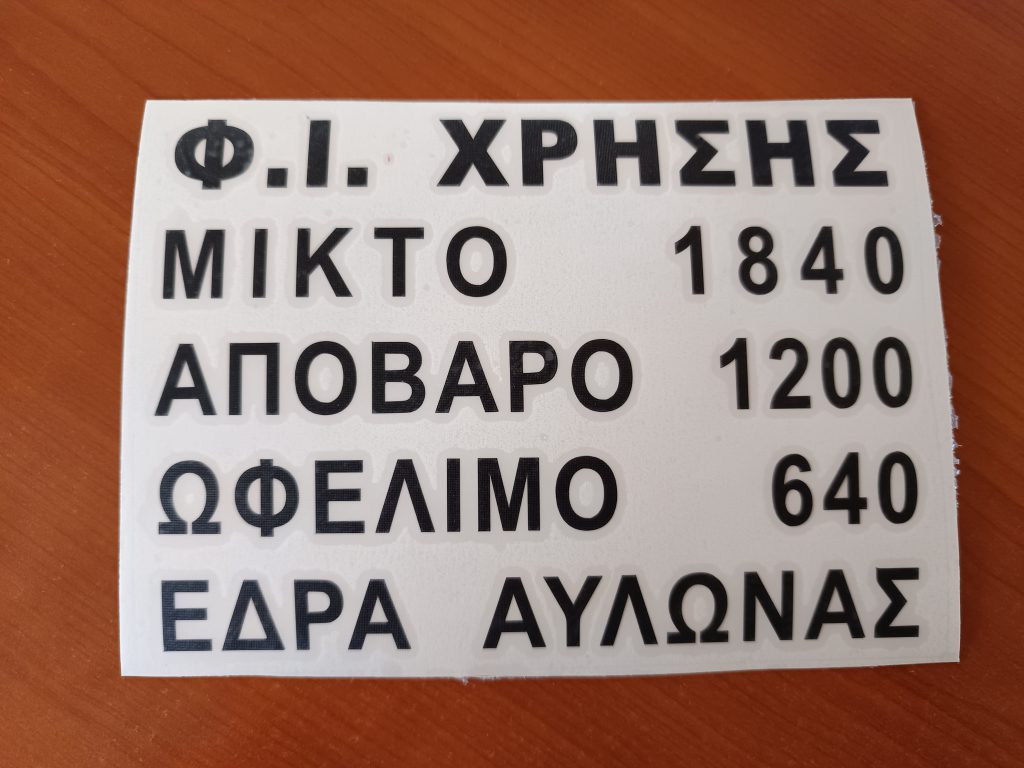 Φ.Ι. ΧΡΗΣΗΣ
ΜΙΚΤΟ 1840
ΑΠΟΒΑΡΟ 1200
ΩΦΕΛΙΜΟ 640
ΕΔΡΑ ΑΥΛΩΝΑΣ